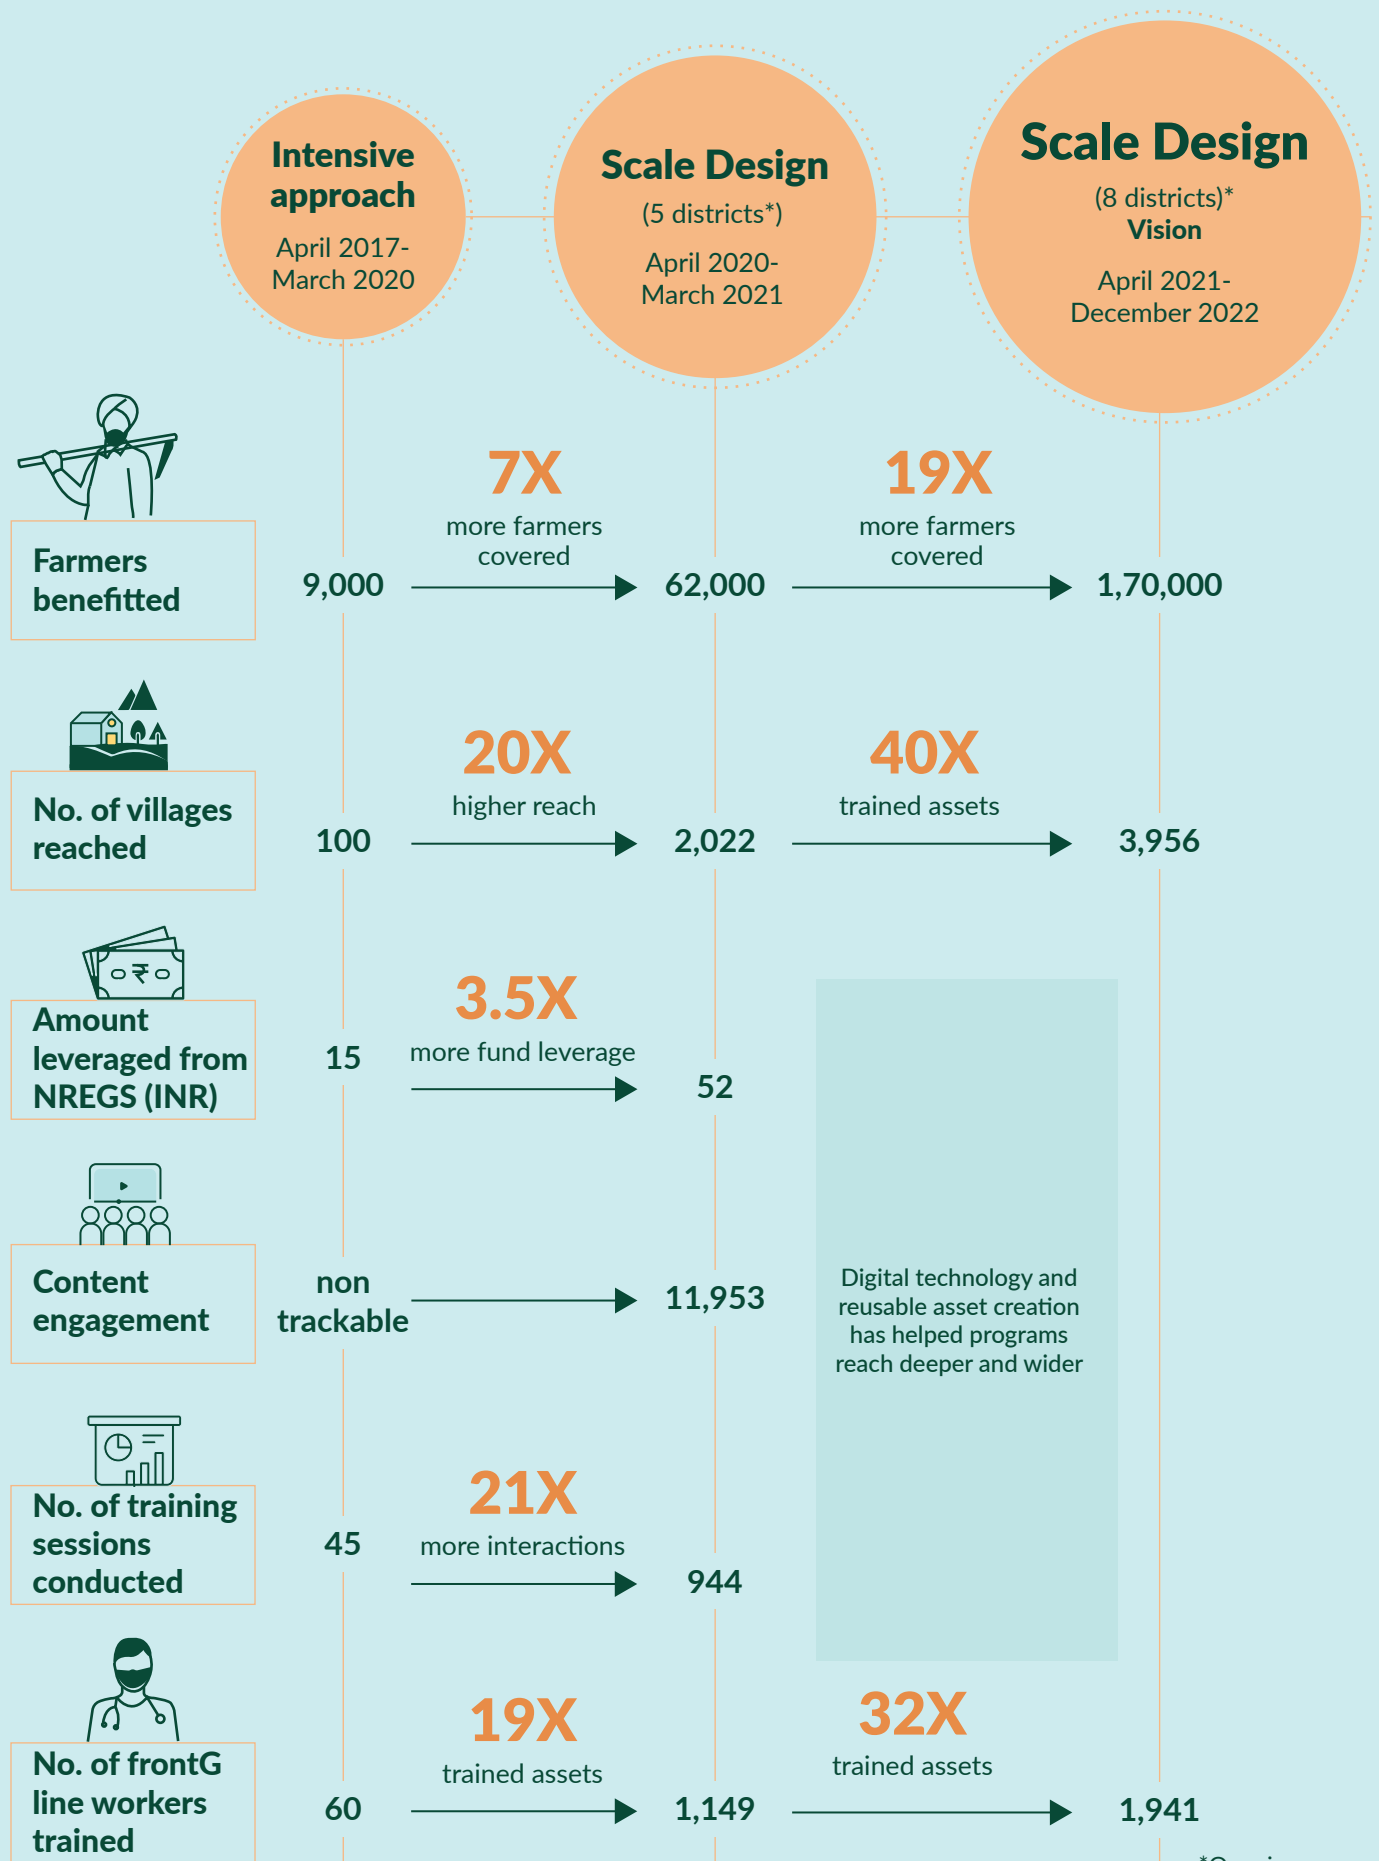 Intensive
approach
April 2017-
March 2020
Scale Design
(5 districts*)
April 2020-
March 2021
Scale Design
(8 districts)*
Vision
April 2021-
December 2022
Farmers
benefitted
9,000
7X
more farmers
covered
62,000
19X
more farmers
covered
1,70,000
No. of villages
reached
100
20X
higher reach
2,022
40X
trained assets
3,956
Amount
leveraged from
NREGS (INR)
₹
15
3.5X
more fund leverage
52
Content
engagement
non
trackable
11,953
Digital technology and
reusable asset creation
has helped programs
reach deeper and wider
No. of training
sessions
conducted
45
21X
more interactions
944
No. of frontG
line workers
trained
60
19X
trained assets
1,149
32X
trained assets
1,941